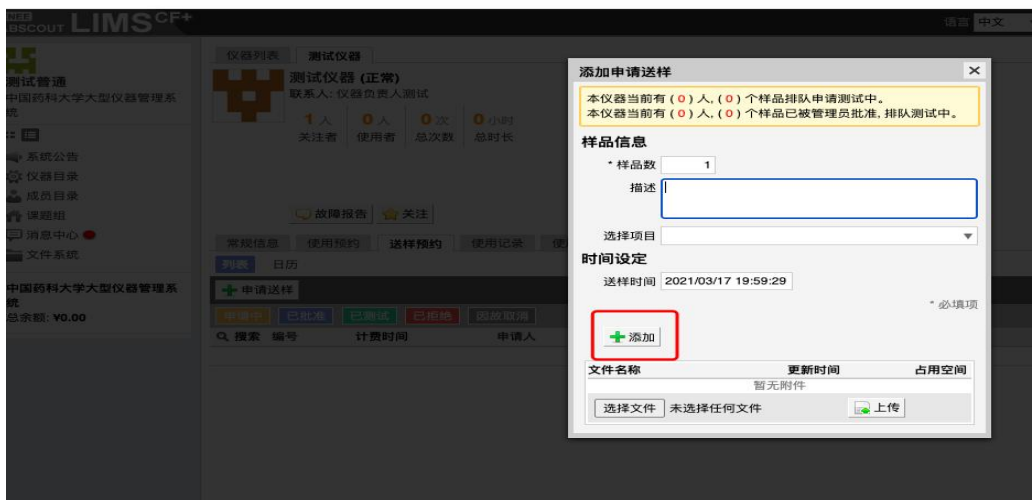 LIMS CF+
语言 中文
测试普通
中国药科大学大型仪器管理系
统
系统公告
仪器目录
成员目录
课题组
消息中心
文件系统
中国药科大学大型仪器管理系
统
总余额: ¥0.00
仪器列表 测试仪器
测试仪器 (正常)
联系人: 仪器负责人测试
1 人 0 人 0 次 0 小时
关注者 使用者 总次数 总时长
故障报告 关注
常规信息 使用预约 送样预约 使用记录
列表 日历
申请送样
申请中 已批准 已测试 已拒绝 因故取消
搜索 编号 计费时间 申请人
添加申请送样
本仪器当前有 ( 0 ) 人, ( 0 ) 个样品排队申请测试中。
本仪器当前有 ( 0 ) 人, ( 0 ) 个样品已被管理员批准, 排队测试中。
样品信息
* 样品数 1
描述
选择项目
时间设定
送样时间 2021/03/17 19:59:29
* 必填项
添加
文件名称 更新时间 占用空间
暂无附件
选择文件 未选择任何文件 上传